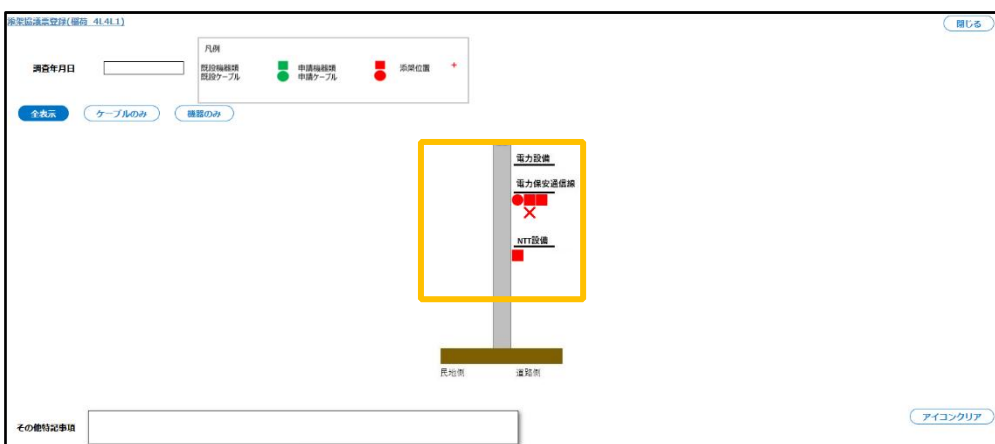 添架協議票登録(福荷 4L4L1)
閉じる
凡例
調査年月日
既設機器類 申請機器類 添架位置 +
既設ケーブル 申請ケーブル
全表示 ケーブルのみ 機器のみ
電力設備
電力保安通信線
NTT設備
民地側 道路側
その他特記事項
アイコンクリア